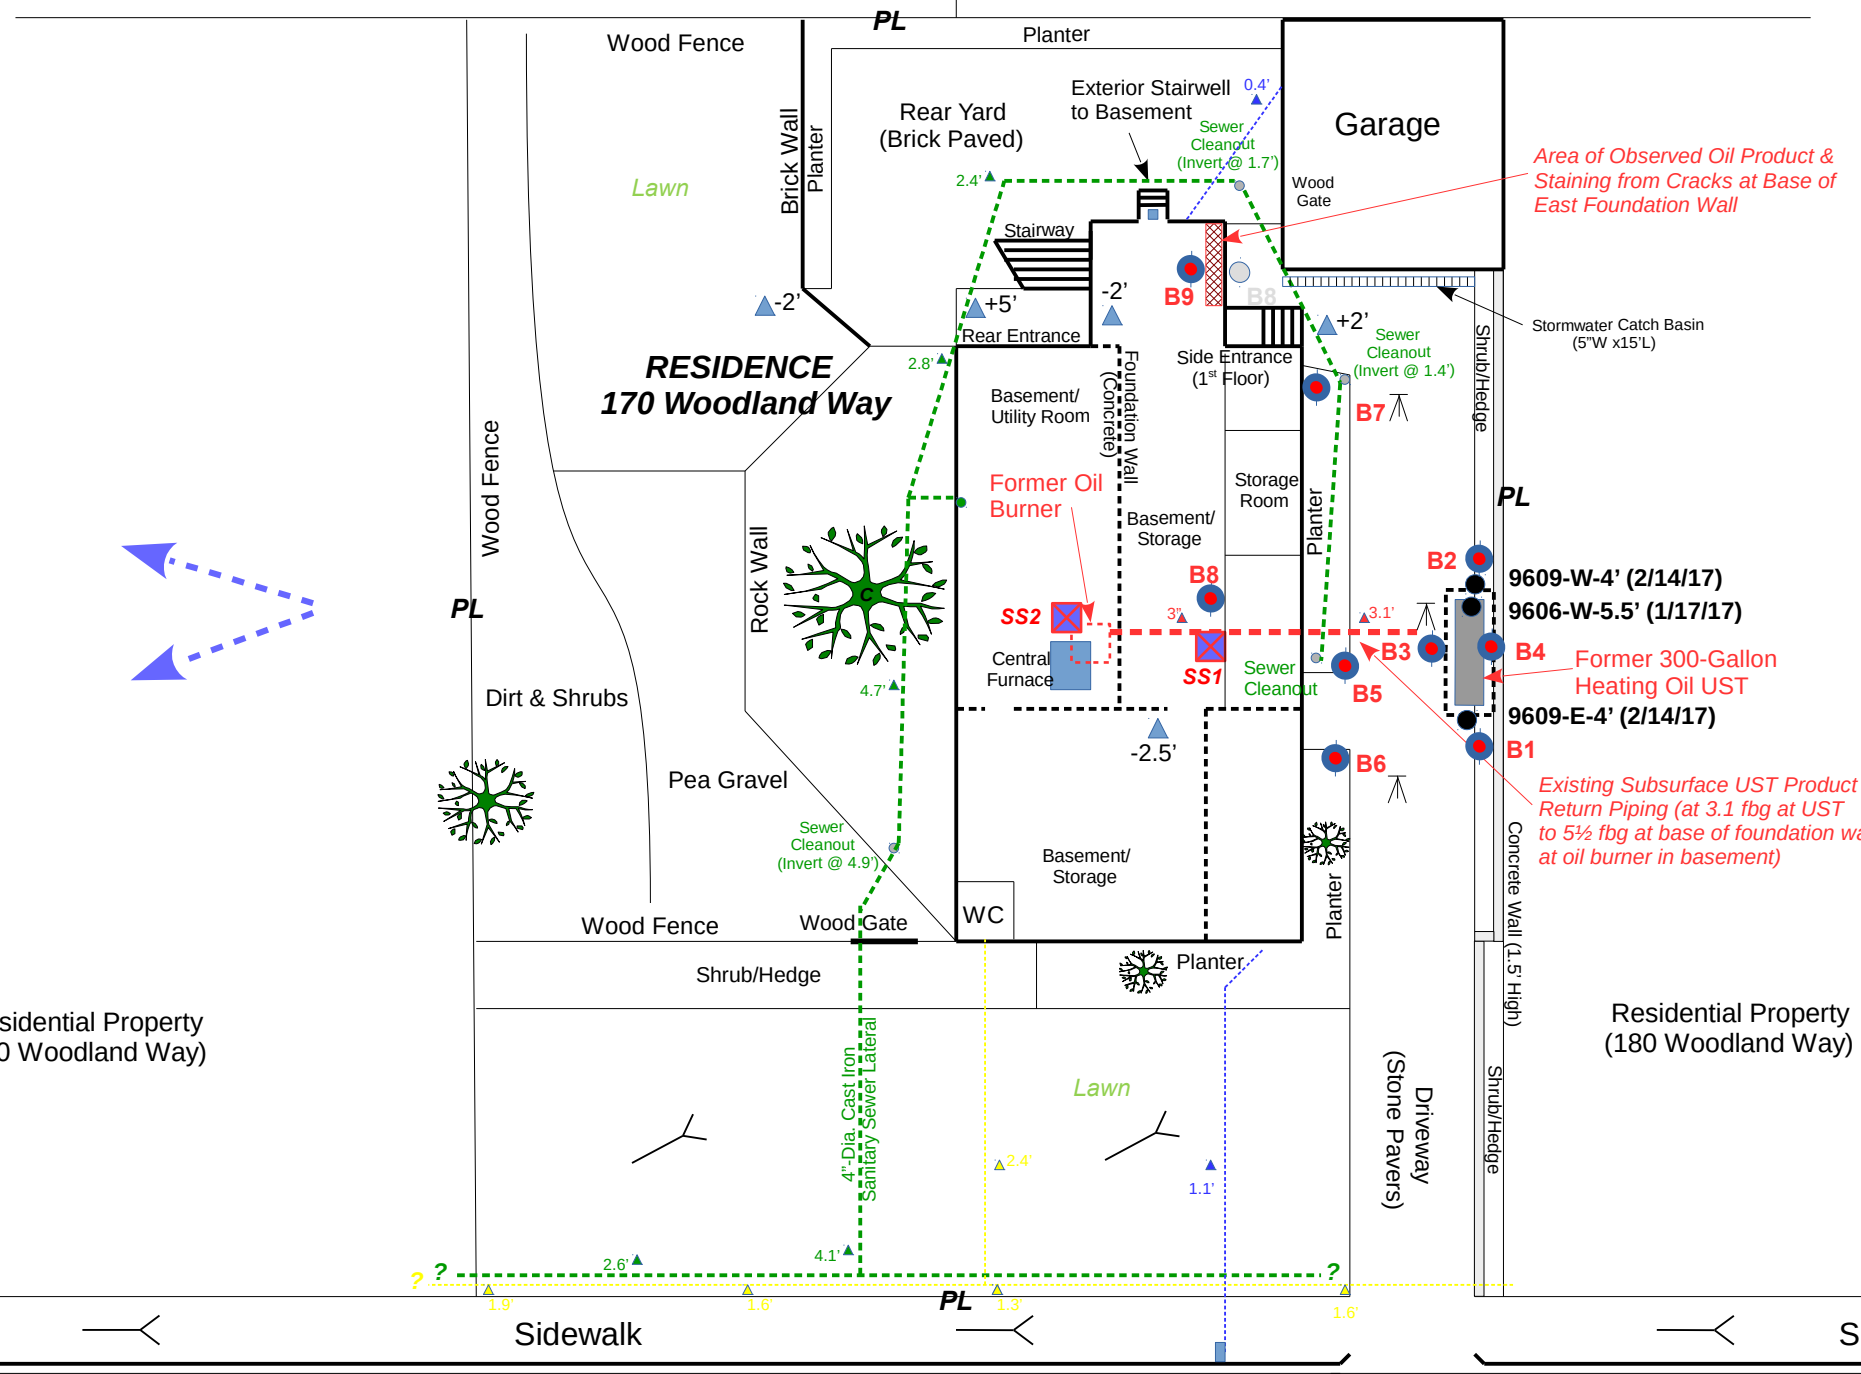 PL
Wood Fence
Planter
Exterior Stairwell
to Basement
0.4'
Rear Yard
(Brick Paved)
Garage
Brick Wall
Planter
Sewer
Cleanout
(Invert @ 1.7')
Area of Observed Oil Product &
Staining from Cracks at Base of
East Foundation Wall
Lawn
2.4'
Wood
Gate
Stairway
B9
B8
-2'
+5'
-2'
+2'
Rear Entrance
Stormwater Catch Basin
(5"W x15'L)
Shrub/Hedge
Sewer
Cleanout
(Invert @ 1.4')
Side Entrance
(1st Floor)
Foundation Wall
(Concrete)
2.8'
RESIDENCE
170 Woodland Way
Basement/
Utility Room
B7
Wood Fence
Former Oil
Burner
Storage
Room
Planter
PL
Basement/
Storage
Rock Wall
B2
B8
9609-W-4' (2/14/17)
9606-W-5.5' (1/17/17)
PL
C
SS2
3"
3.1'
B3
B4
Central
Furnace
SS1
Sewer
Cleanout
B5
Former 300-Gallon
Heating Oil UST
4.7'
Dirt & Shrubs
9609-E-4' (2/14/17)
-2.5'
B1
B6
Pea Gravel
Existing Subsurface UST Product
Return Piping (at 3.1 fbg at UST
to 5½ fbg at base of foundation
at oil burner in basement)
Sewer
Cleanout
(Invert @ 4.9')
Basement/
Storage
Planter
Concrete Wall (1.5' High)
WC
Wood Fence
Wood Gate
Shrub/Hedge
Planter
Residential Property
(180 Woodland Way)
Property
Woodland Way)
4"-Dia. Cast Iron
Sanitary Sewer Lateral
Lawn
Driveway
(Stone Pavers)
Shrub/Hedge
2.4'
1.1'
2.6'
4.1'
?
?
?
1.9'
1.6'
PL
1.3'
1.6'
Sidewalk
S